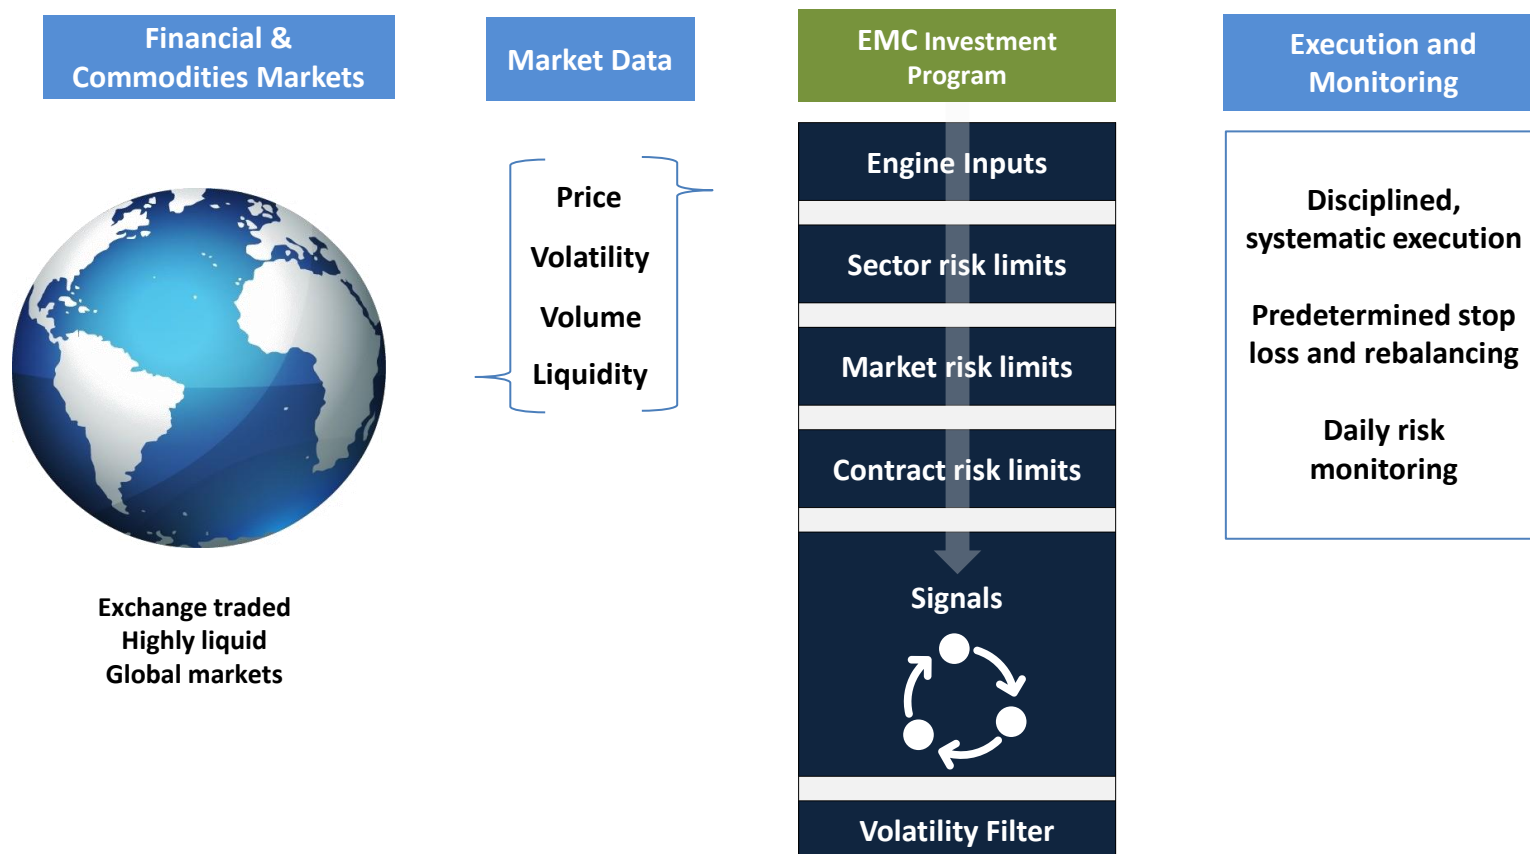 Financial &
Commodities Markets
Exchange traded
Highly liquid
Global markets
Market Data
Price
Volatility
Volume
Liquidity
EMC Investment
Program
Engine Inputs
Sector risk limits
Market risk limits
Contract risk limits
Signals
Volatility Filter
Execution and
Monitoring
Disciplined,
systematic execution
Predetermined stop
loss and rebalancing
Daily risk
monitoring